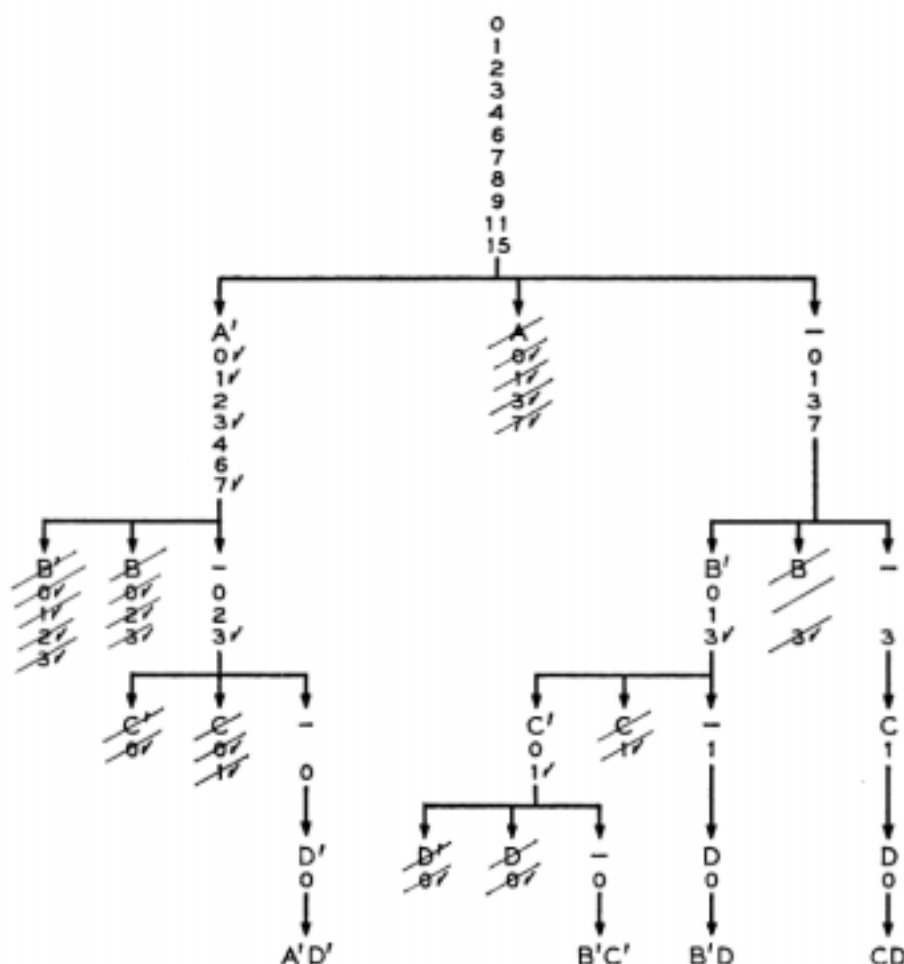 0
1
2
3
4
6
7
8
9
11
15
A' A —
0✓ 0✓ 0
1✓ 1✓ 1
2 3✓ 3
3✓ 7✓ 7
4
6
7✓
B' B — B' B —
0✓ 0✓ 0 0
1✓ 2✓ 2 1
2✓ 3✓ 3✓ 3✓ 3✓ 3
3✓
C' C — C' C — C
0✓ 0✓ 0 1✓ 1 1
1✓ 0 1✓
D' D' D — D D
0 0✓ 0✓ 0 0 0
A'D' B'C' B'D CD